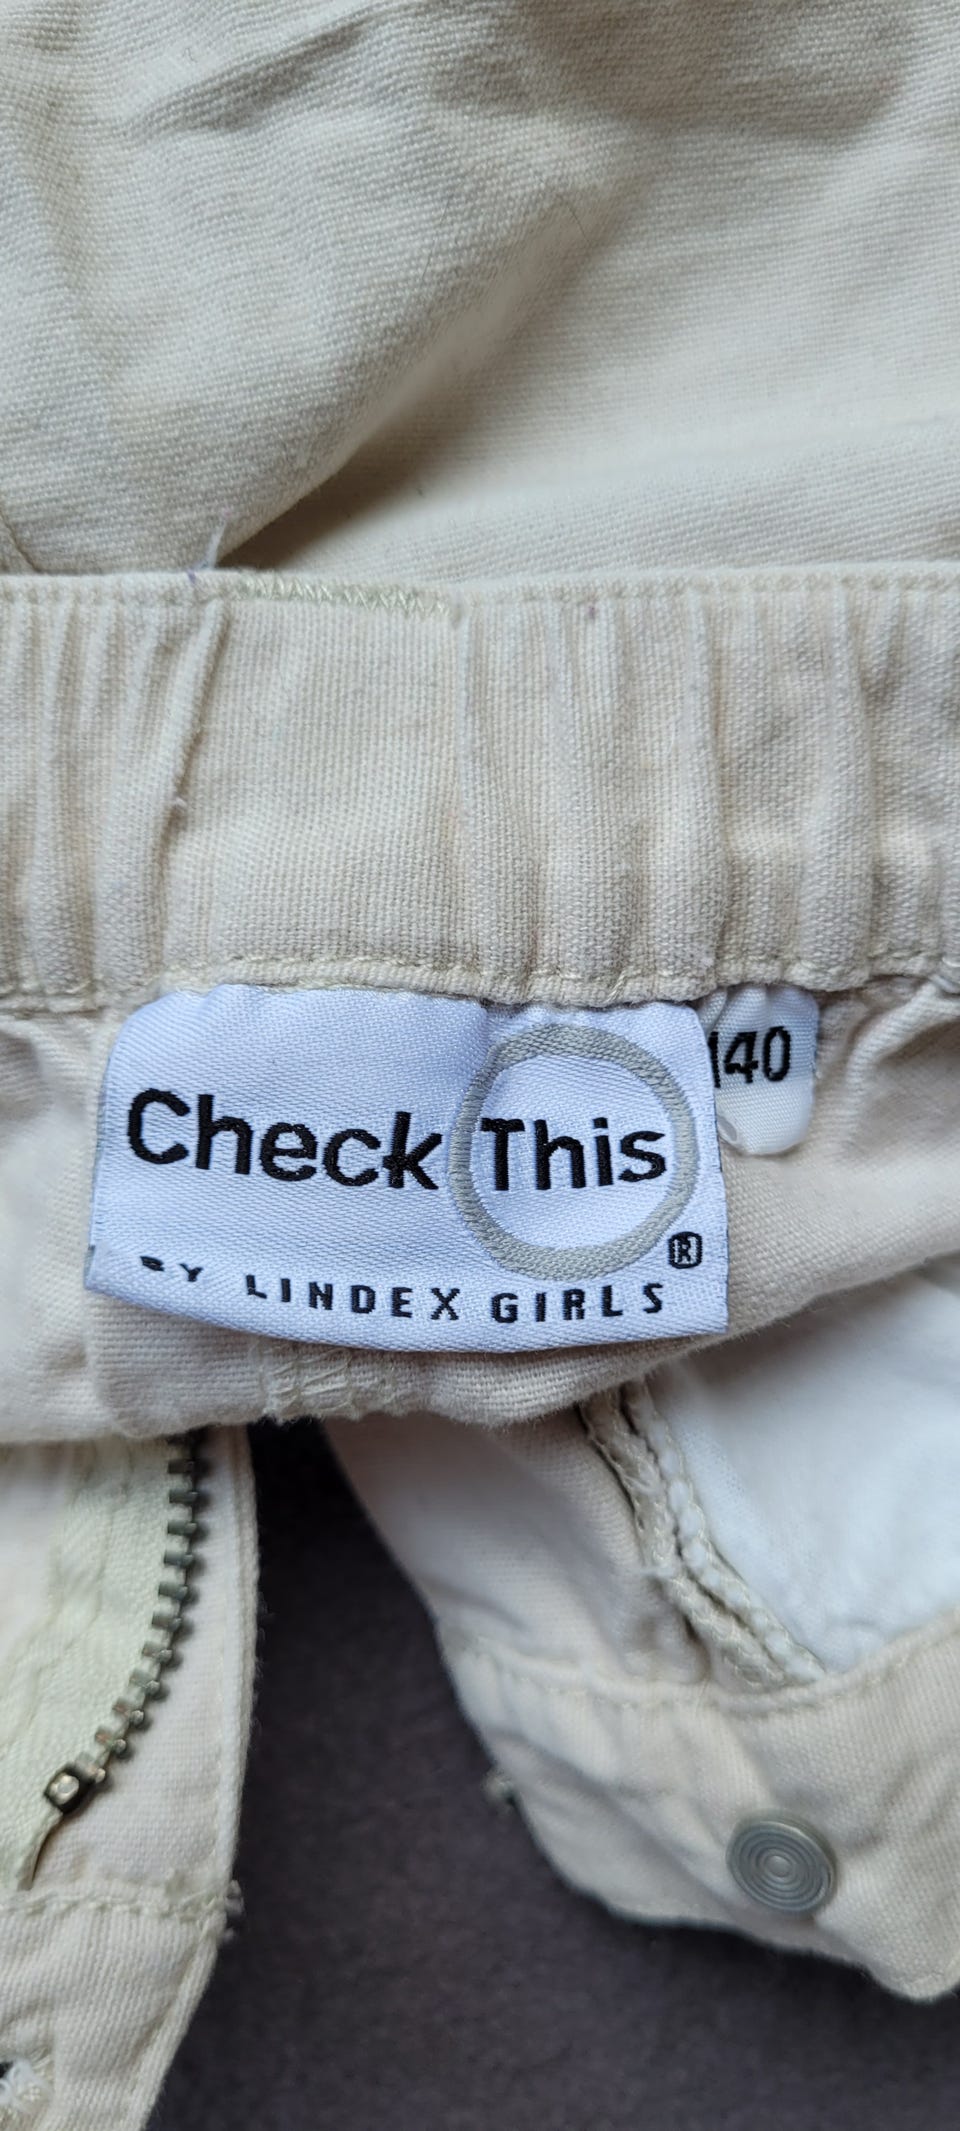 Check This
®
BY LINDEX GIRLS
140